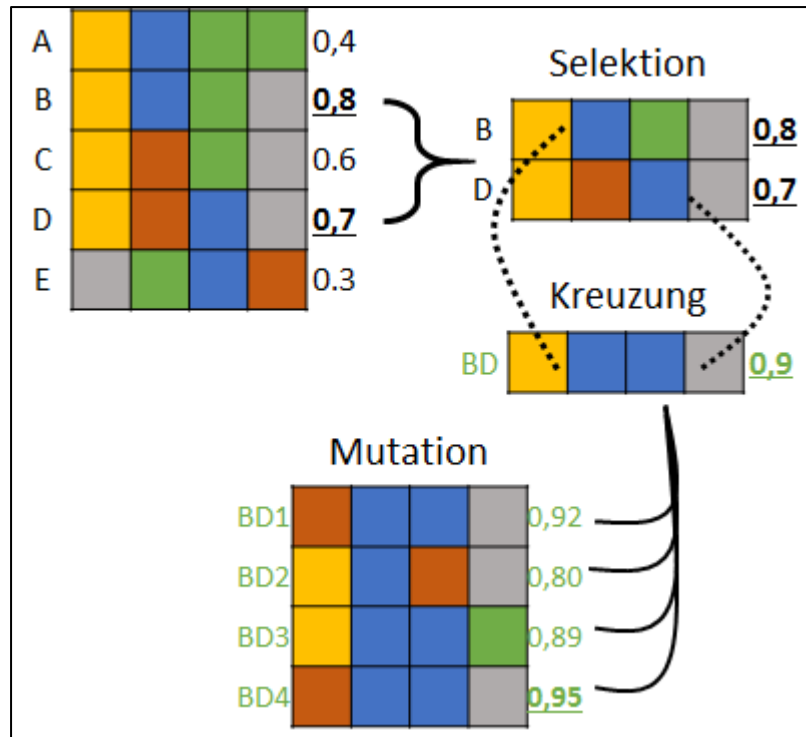 A 0,4
B 0,8
C 0.6
D 0,7
E 0.3
Selektion
B 0,8
D 0,7
Kreuzung
BD 0,9
Mutation
BD1 0,92
BD2 0,80
BD3 0,89
BD4 0,95